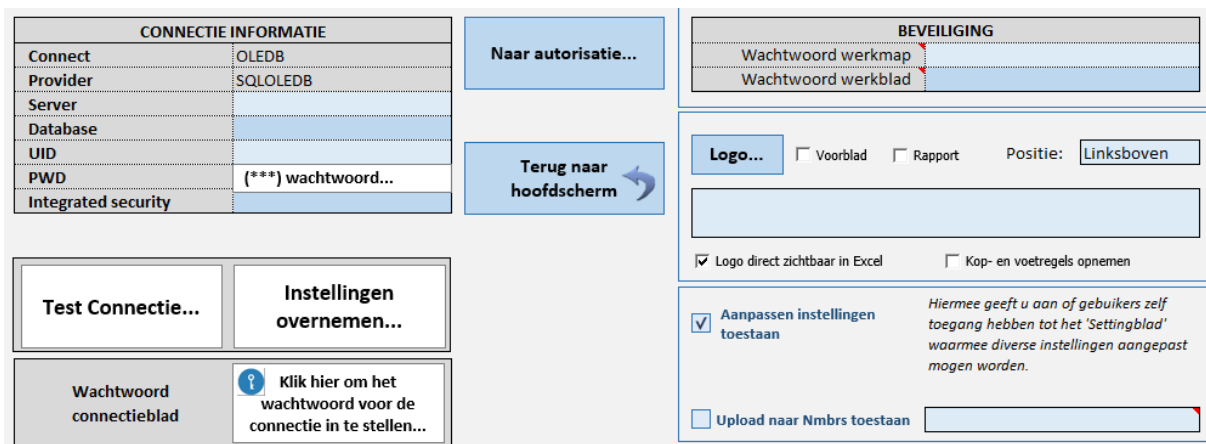 CONNECTIE INFORMATIE
Connect OLEDB
Provider SQLOLEDB
Server
Database
UID
PWD (***) wachtwoord...
Integrated security
Test Connectie...
Instellingen
overnemen...
Wachtwoord
connectieblad
Klik hier om het
wachtwoord voor de
connectie in te stellen...
Naar autorisatie...
Terug naar
hoofdscherm
BEVEILIGING
Wachtwoord werkmap
Wachtwoord werkblad
Logo... Voorblad Rapport Positie: Linksboven
Logo direct zichtbaar in Excel Kop- en voetregels opnemen
Aanpassen instellingen
toestaan
Hiermee geeft u aan of gebuikers zelf
toegang hebben tot het 'Settingblad'
waarmee diverse instellingen aangepast
mogen worden.
Upload naar Nmbrs toestaan